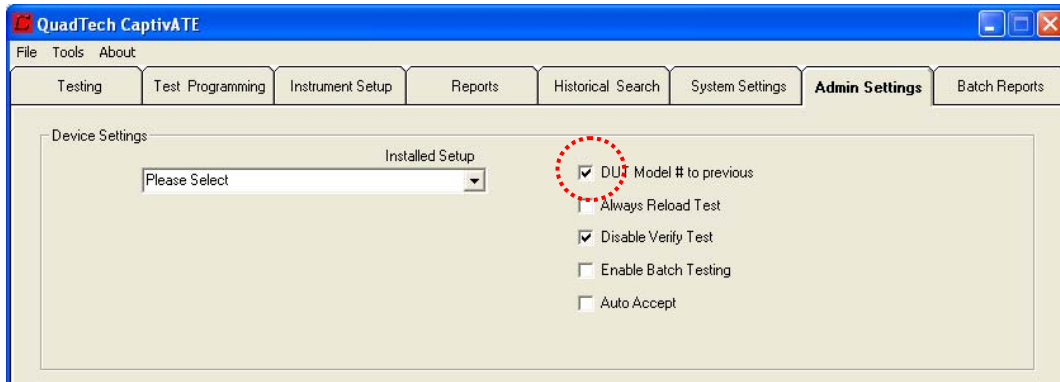 QuadTech CaptivATE
File Tools About
Testing Test Programming Instrument Setup Reports Historical Search System Settings Admin Settings Batch Reports
Device Settings
Installed Setup
Please Select
DUT Model # to previous
Always Reload Test
Disable Verify Test
Enable Batch Testing
Auto Accept